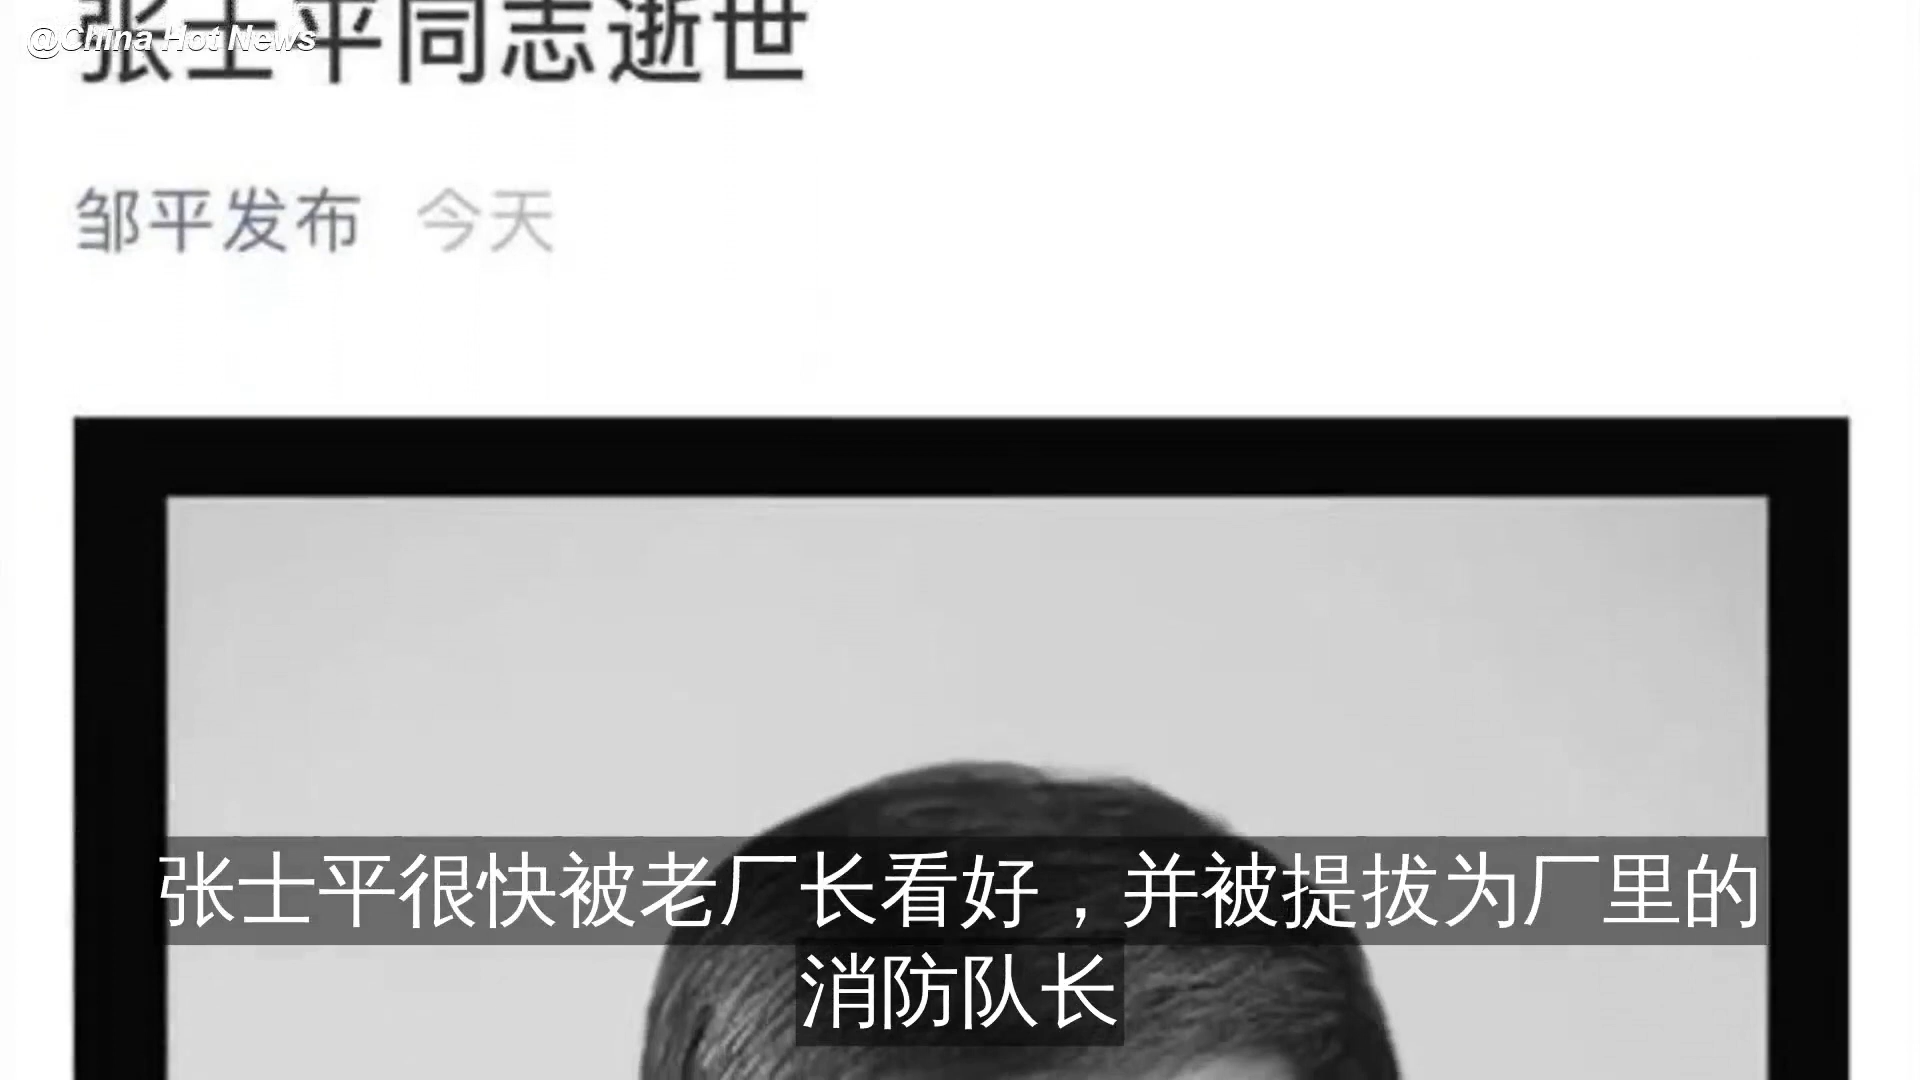 张士平同志逝世
@China Hot News
邹平发布 今天
张士平很快被老厂长看好，并被提拔为厂里的
消防队长